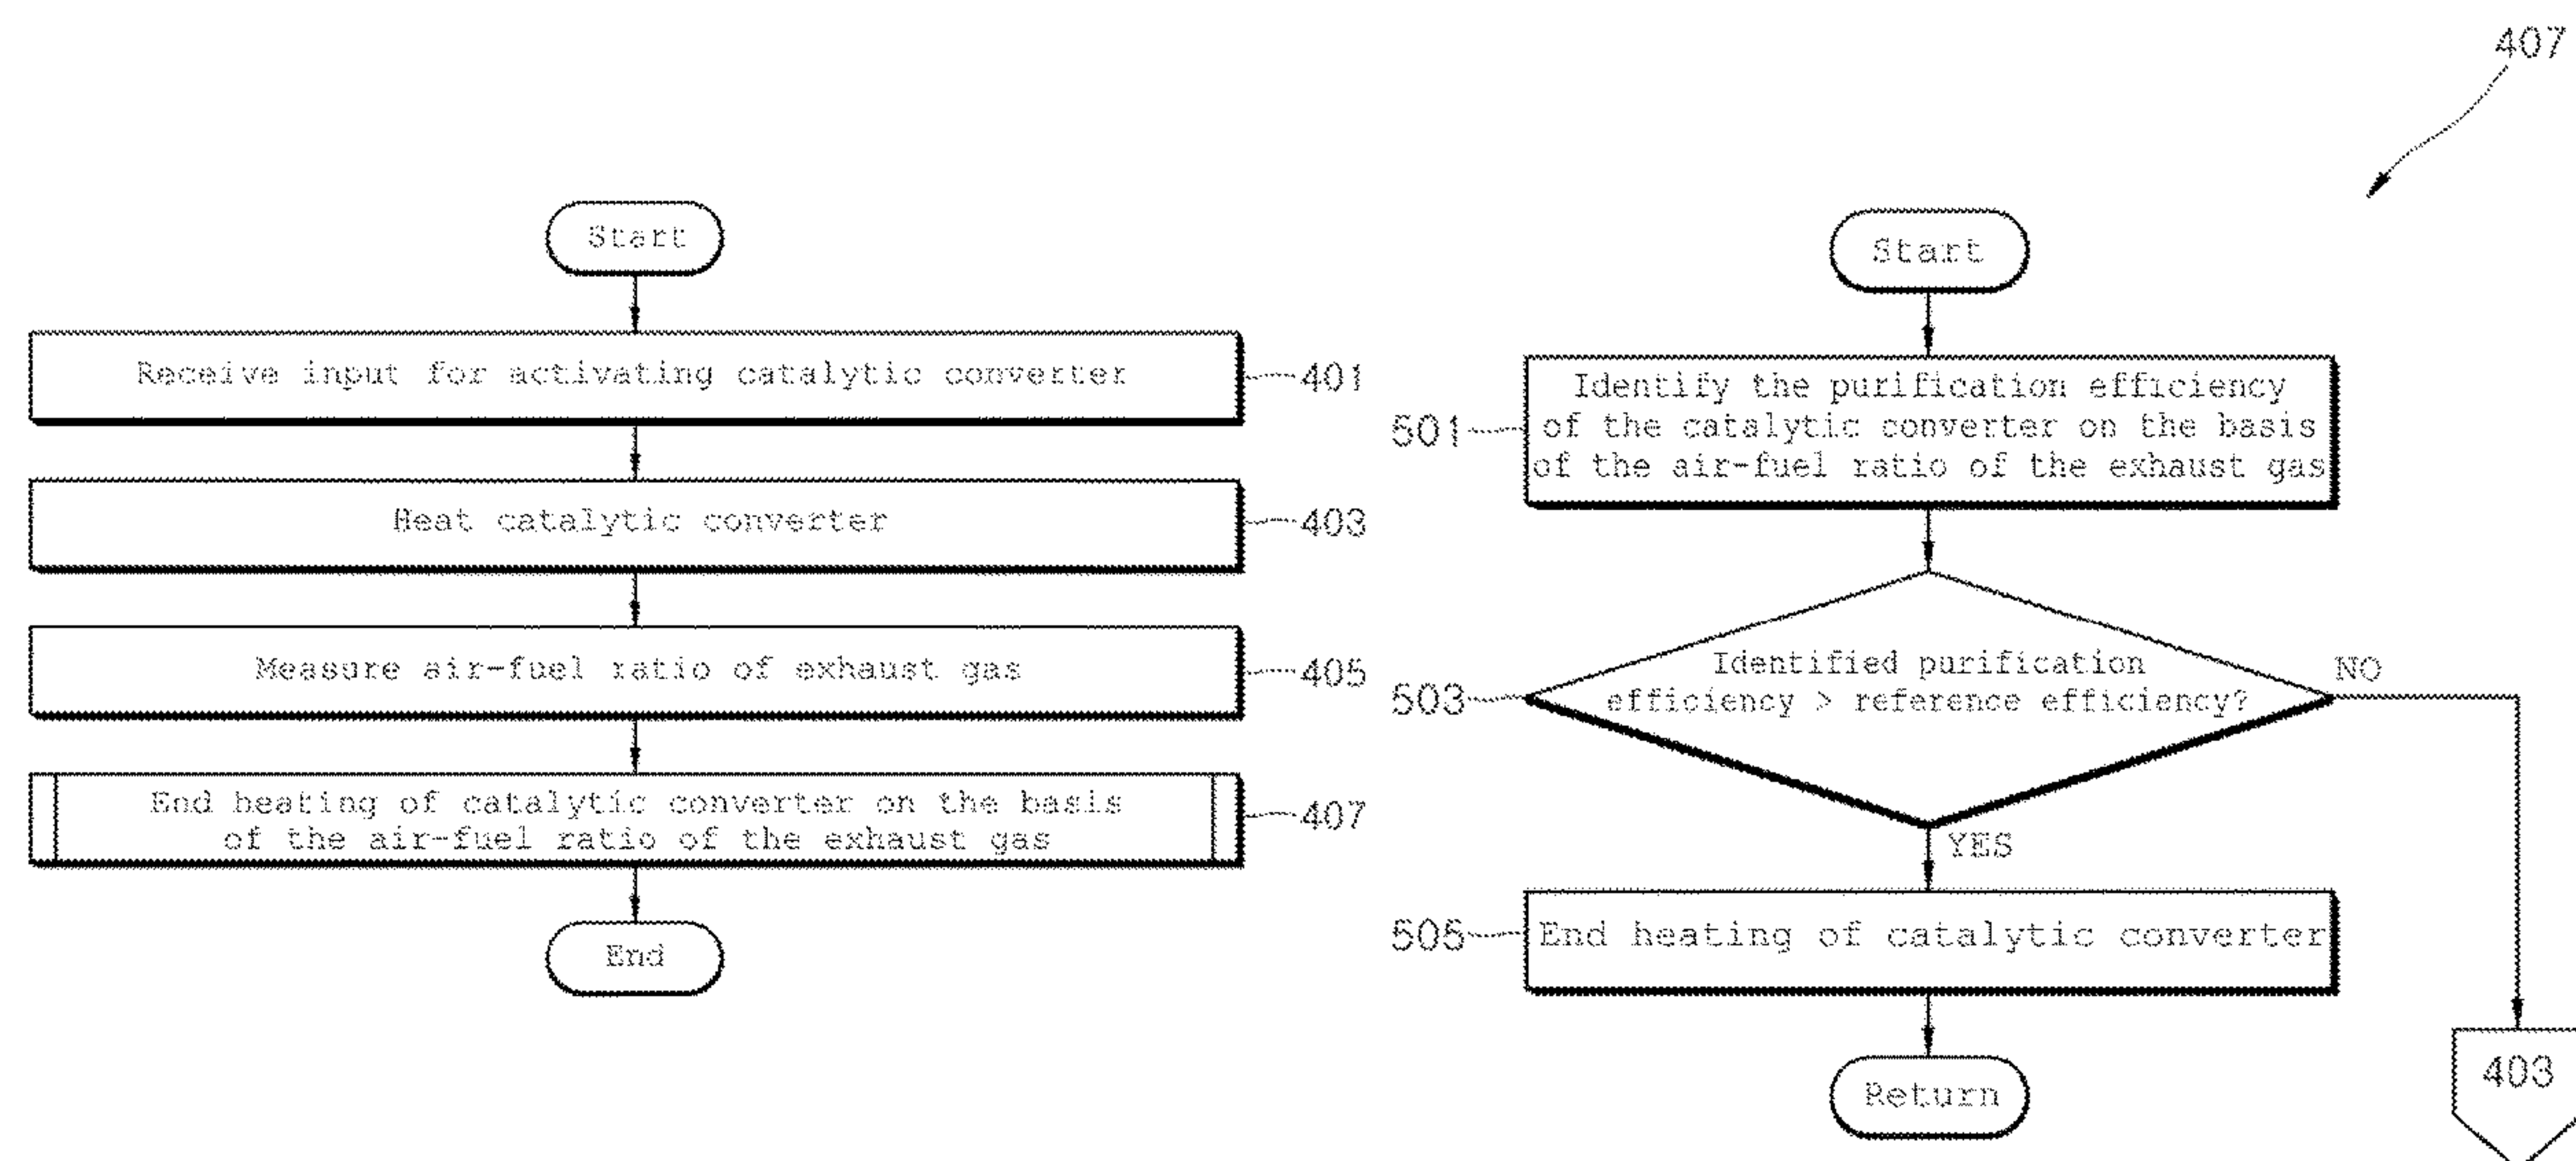 Start
Receive input for activating catalytic converter
401
Heat catalytic converter
403
Measure air-fuel ratio of exhaust gas
405
End heating of catalytic converter on the basis
of the air-fuel ratio of the exhaust gas
407
End
407
Start
501
Identify the purification efficiency
of the catalytic converter on the basis
of the air-fuel ratio of the exhaust gas
503
Identified purification
efficiency > reference efficiency?
NO
YES
505
End heating of catalytic converter
Return
403